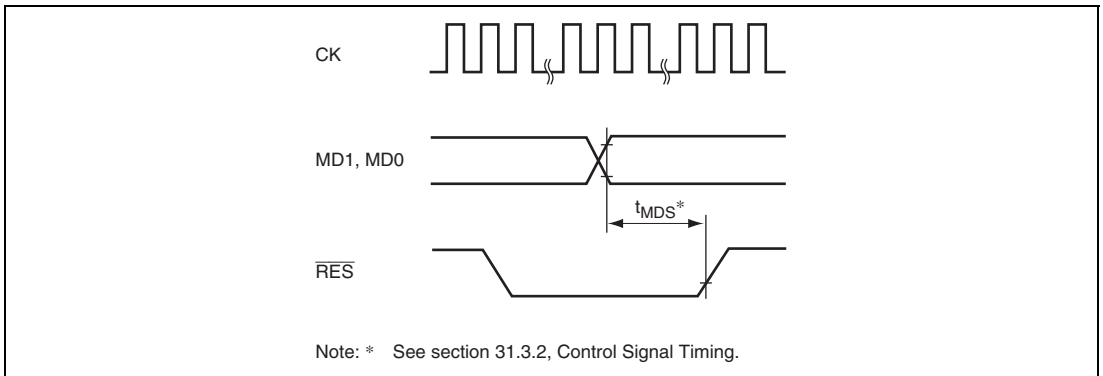 CK
MD1, MD0
tMDS*
RES
Note: * See section 31.3.2, Control Signal Timing.